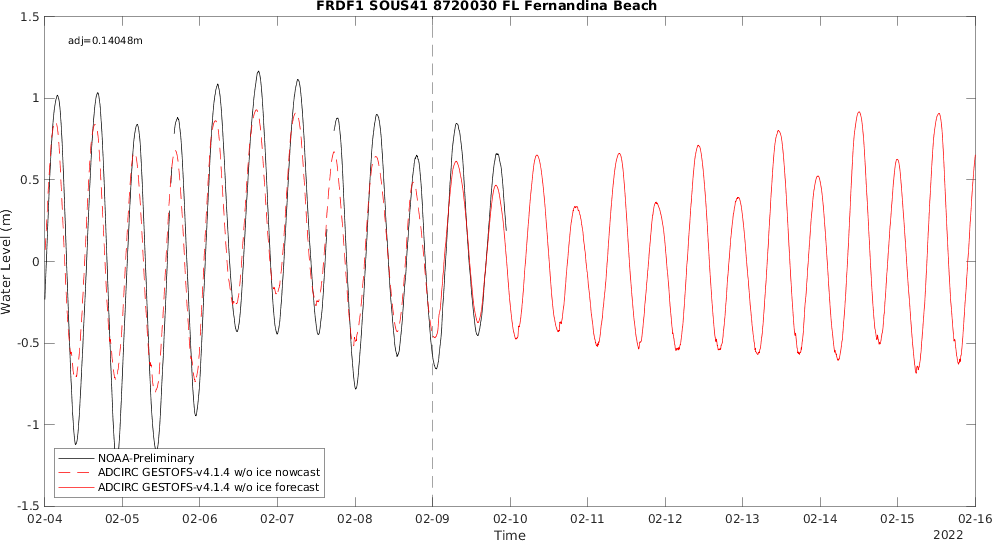 FRDF1 SOUS41 8720030 FL Fernandina Beach
adj=0.14048m
1.5
1
0.5
0
-0.5
-1
-1.5
Water Level (m)
NOAA-Preliminary
ADCIRC GESTOFS-v4.1.4 w/o ice nowcast
ADCIRC GESTOFS-v4.1.4 w/o ice forecast
02-04 02-05 02-06 02-07 02-08 02-09 02-10 02-11 02-12 02-13 02-14 02-15 02-16
Time
2022